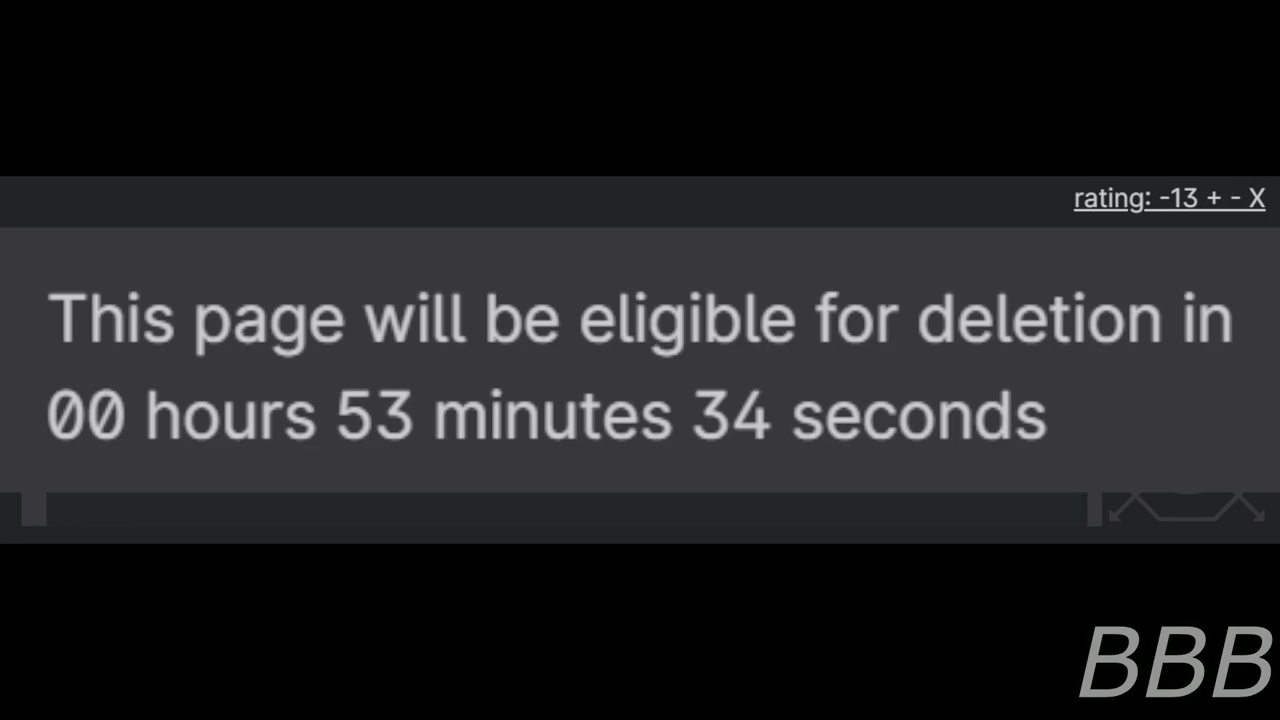 rating: -13 + - X
This page will be eligible for deletion in
00 hours 53 minutes 34 seconds
BBB